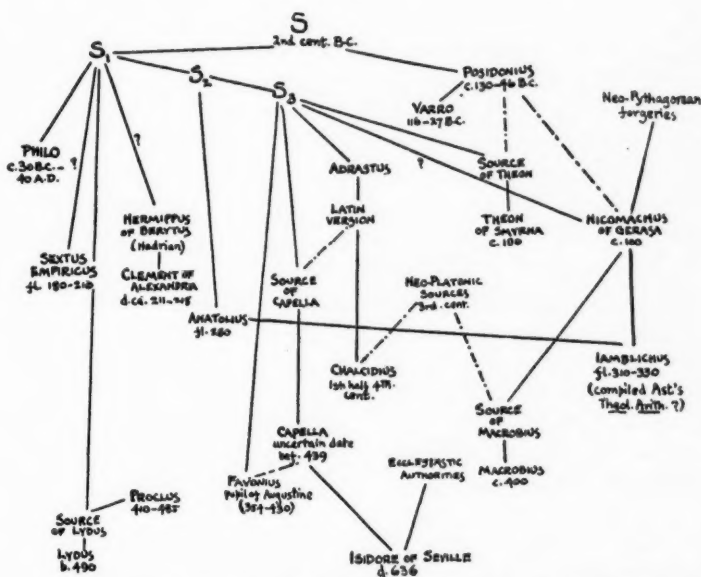 S
2nd cent. B.C.
S1
S2
S3
POSIDONIUS
c.130–46 B.C.
VARRO
116–27 B.C.
Neo-Pythagorean
forgeries
PHILO
c.30 B.C. –
40 A.D.
?
?
?
ADRASTUS
SOURCE
OF THEON
LATIN
VERSION
THEON
OF SMYRNA
c.100
NICOMACHUS
OF GERASA
c.100
HERMIPPUS
OF BERYTUS
(Hadrian)
SEXTUS
EMPIRICUS
fl. 180–210
CLEMENT OF
ALEXANDRIA
d. ca. 211–215
SOURCE
OF
CAPELLA
NEO-PLATONIC
SOURCES
3rd. cent.
ANATOLIUS
fl. 280
CHALCIDIUS
1st half 4th.
cent.
IAMBLICHUS
fl. 310–330
(compiled Ast's
Theol. Arith. ?)
SOURCE
OF
MACROBIUS
MACROBIUS
c.400
CAPELLA
uncertain date
bef. 439
ECCLESIASTIC
AUTHORITIES
FAVONIUS
pupil of Augustine
(354–430)
PROCLUS
410–485
SOURCE
OF LYDUS
LYDUS
b. 490
ISIDORE OF SEVILLE
d. 636